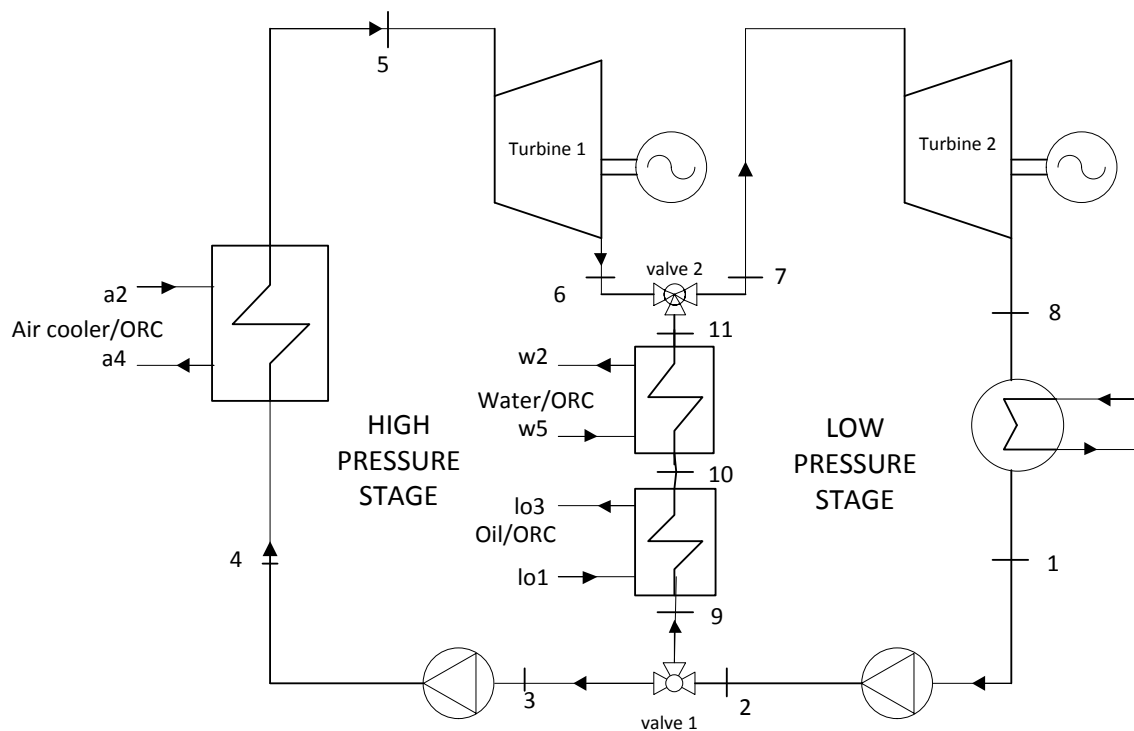 5
Turbine 1
Turbine 2
valve 2
6
7
a2
Air cooler/ORC
a4
8
11
w2
Water/ORC
w5
HIGH
PRESSURE
STAGE
LOW
PRESSURE
STAGE
10
lo3
Oil/ORC
lo1
4
1
9
3
2
valve 1